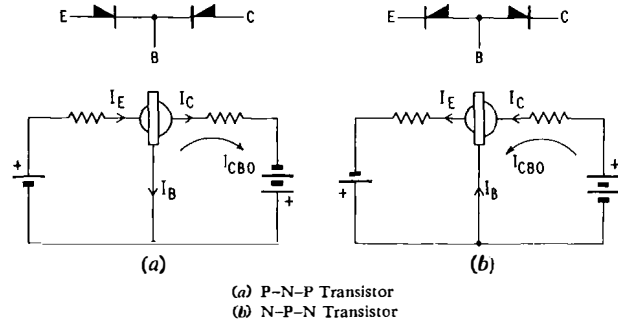 E C E C
B B
I_E I_C I_E I_C
+ I_CBO + I_CBO +
I_B + I_B
(a) (b)
(a) P-N-P Transistor
(b) N-P-N Transistor